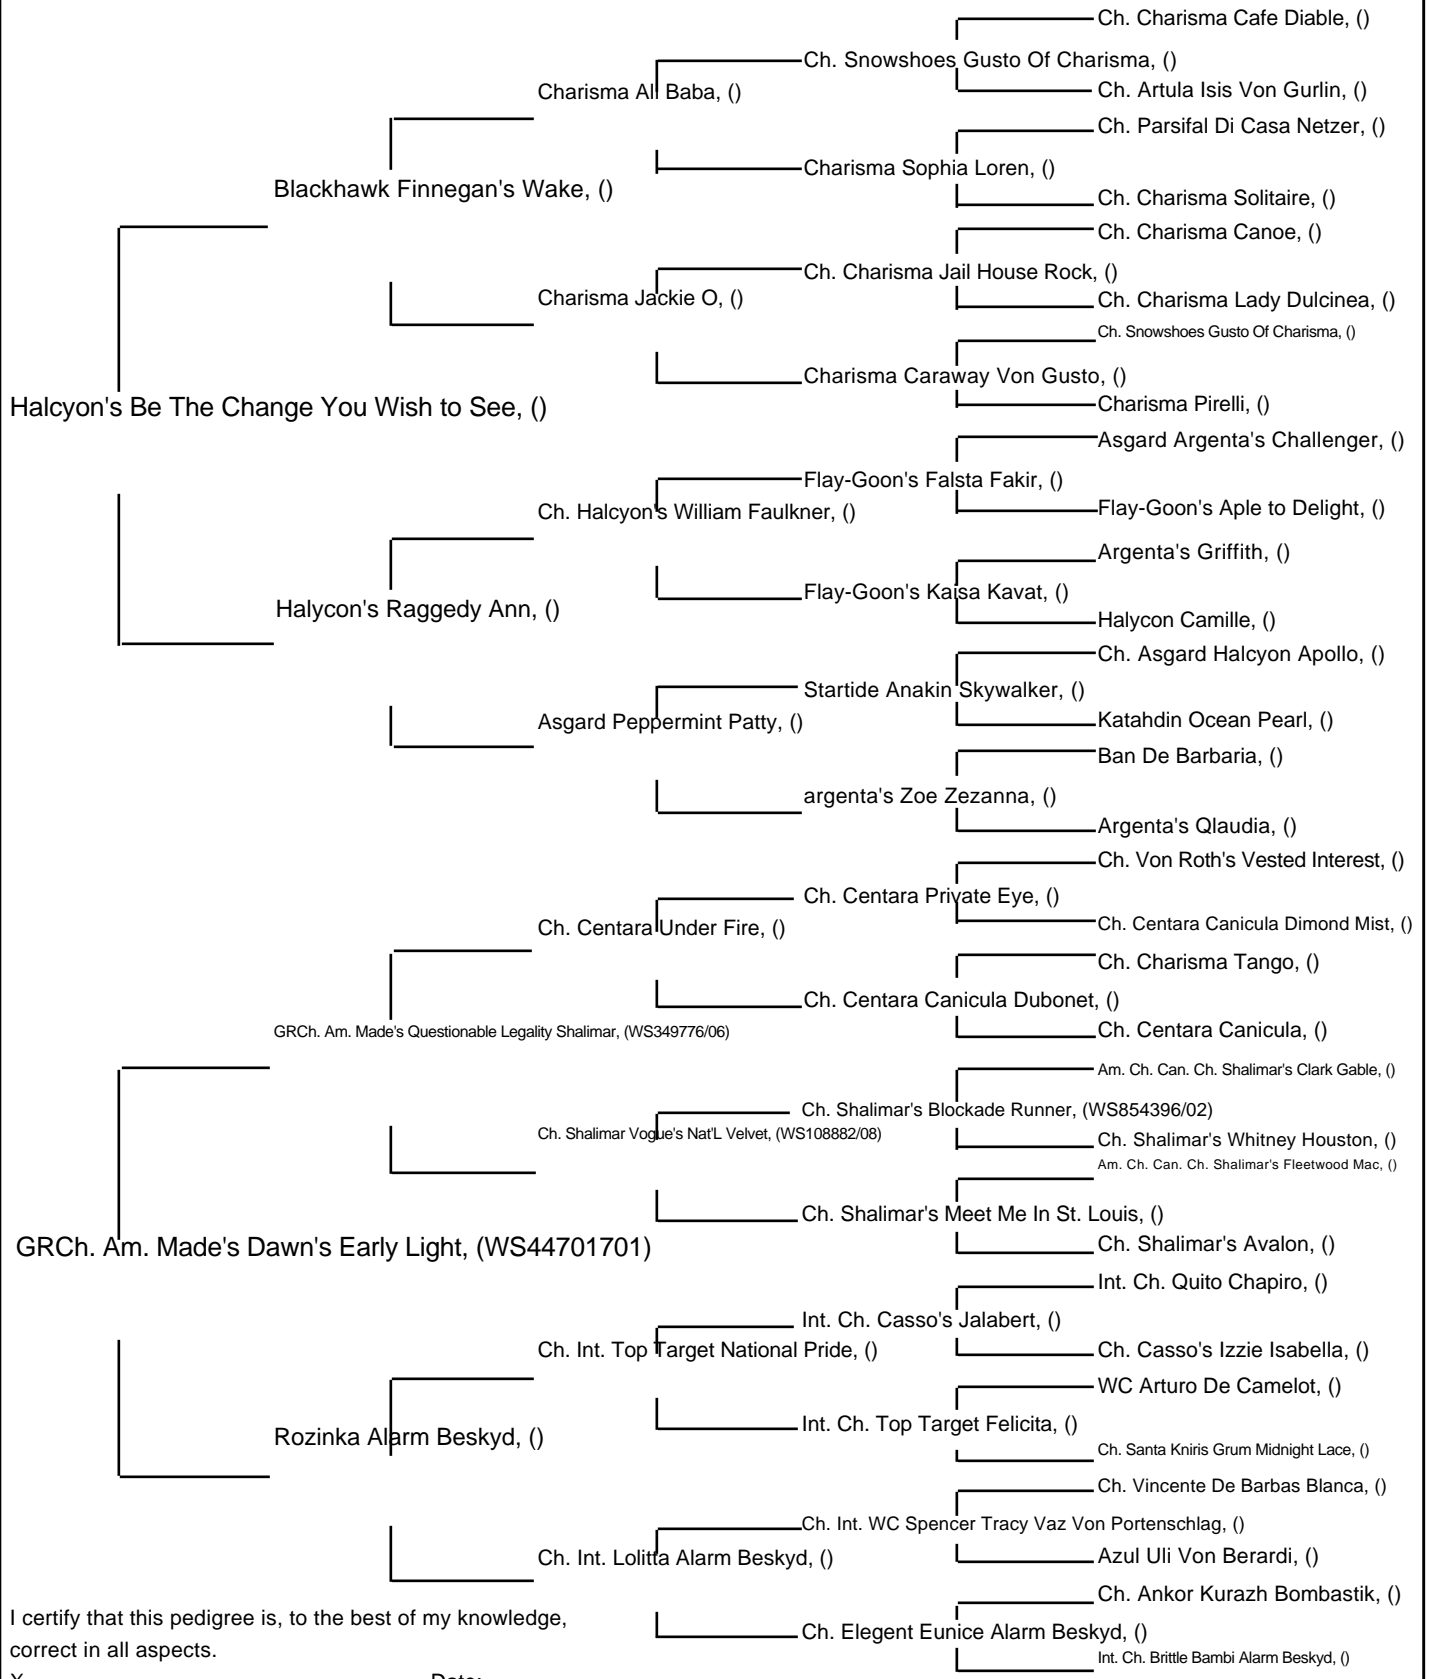 Ch. Charisma Cafe Diable, ()
Ch. Snowshoes Gusto Of Charisma, ()
Charisma Ali Baba, ()
Ch. Artula Isis Von Gurlin, ()
Ch. Parsifal Di Casa Netzer, ()
Charisma Sophia Loren, ()
Blackhawk Finnegan's Wake, ()
Ch. Charisma Solitaire, ()
Ch. Charisma Canoe, ()
Ch. Charisma Jail House Rock, ()
Charisma Jackie O, ()
Ch. Charisma Lady Dulcinea, ()
Ch. Snowshoes Gusto Of Charisma, ()
Charisma Caraway Von Gusto, ()
Halcyon's Be The Change You Wish to See, ()
Charisma Pirelli, ()
Asgard Argenta's Challenger, ()
Flay-Goon's Falsta Fakir, ()
Ch. Halcyon's William Faulkner, ()
Flay-Goon's Aple to Delight, ()
Argenta's Griffith, ()
Flay-Goon's Kaisa Kavat, ()
Halycon's Raggedy Ann, ()
Halycon Camille, ()
Ch. Asgard Halcyon Apollo, ()
Startide Anakin Skywalker, ()
Asgard Peppermint Patty, ()
Katahdin Ocean Pearl, ()
Ban De Barbaria, ()
argenta's Zoe Zezanna, ()
Argenta's Qlaudia, ()
Ch. Von Roth's Vested Interest, ()
Ch. Centara Private Eye, ()
Ch. Centara Under Fire, ()
Ch. Centara Canicula Dimond Mist, ()
Ch. Charisma Tango, ()
Ch. Centara Canicula Dubonet, ()
GRCh. Am. Made's Questionable Legality Shalimar, (WS349776/06)
Ch. Centara Canicula, ()
Am. Ch. Can. Ch. Shalimar's Clark Gable, ()
Ch. Shalimar's Blockade Runner, (WS854396/02)
Ch. Shalimar Vogue's Nat'L Velvet, (WS108882/08)
Ch. Shalimar's Whitney Houston, ()
Am. Ch. Can. Ch. Shalimar's Fleetwood Mac, ()
Ch. Shalimar's Meet Me In St. Louis, ()
GRCh. Am. Made's Dawn's Early Light, (WS44701701)
Ch. Shalimar's Avalon, ()
Int. Ch. Quito Chapiro, ()
Int. Ch. Casso's Jalabert, ()
Ch. Int. Top Target National Pride, ()
Ch. Casso's Izzie Isabella, ()
WC Arturo De Camelot, ()
Int. Ch. Top Target Felicita, ()
Rozinka Alarm Beskyd, ()
Ch. Santa Kniris Grum Midnight Lace, ()
Ch. Vincente De Barbas Blanca, ()
Ch. Int. WC Spencer Tracy Vaz Von Portenschlag, ()
Ch. Int. Lolitta Alarm Beskyd, ()
Azul Uli Von Berardi, ()
Ch. Ankor Kurazh Bombastik, ()
Ch. Elegent Eunice Alarm Beskyd, ()
Int. Ch. Brittle Bambi Alarm Beskyd, ()
I certify that this pedigree is, to the best of my knowledge,
correct in all aspects.